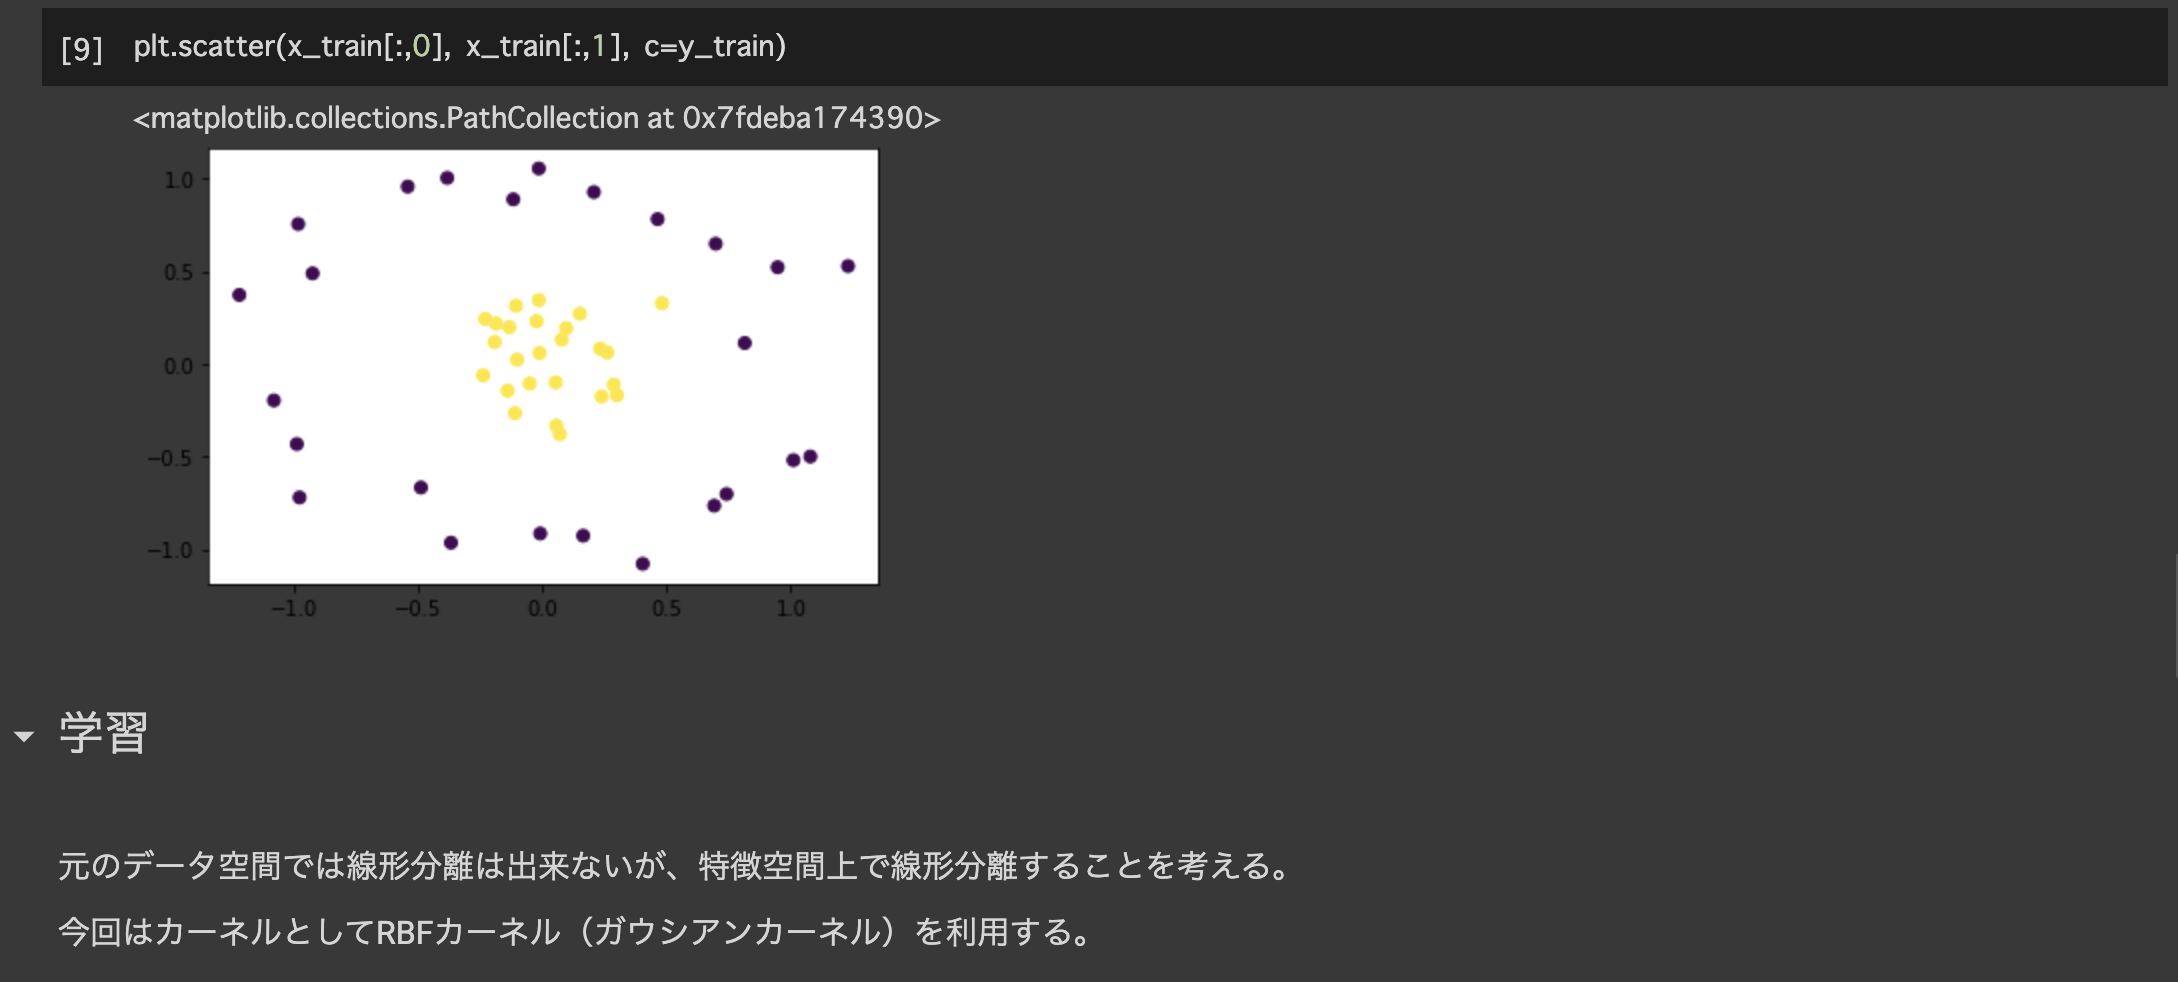 [9] plt.scatter(x_train[:,0], x_train[:,1], c=y_train)
<matplotlib.collections.PathCollection at 0x7fdeba174390>
1.0
0.5
0.0
−0.5
−1.0
−1.0 −0.5 0.0 0.5 1.0
学習
元のデータ空間では線形分離は出来ないが、特徴空間上で線形分離することを考える。
今回はカーネルとしてRBFカーネル（ガウシアンカーネル）を利用する。